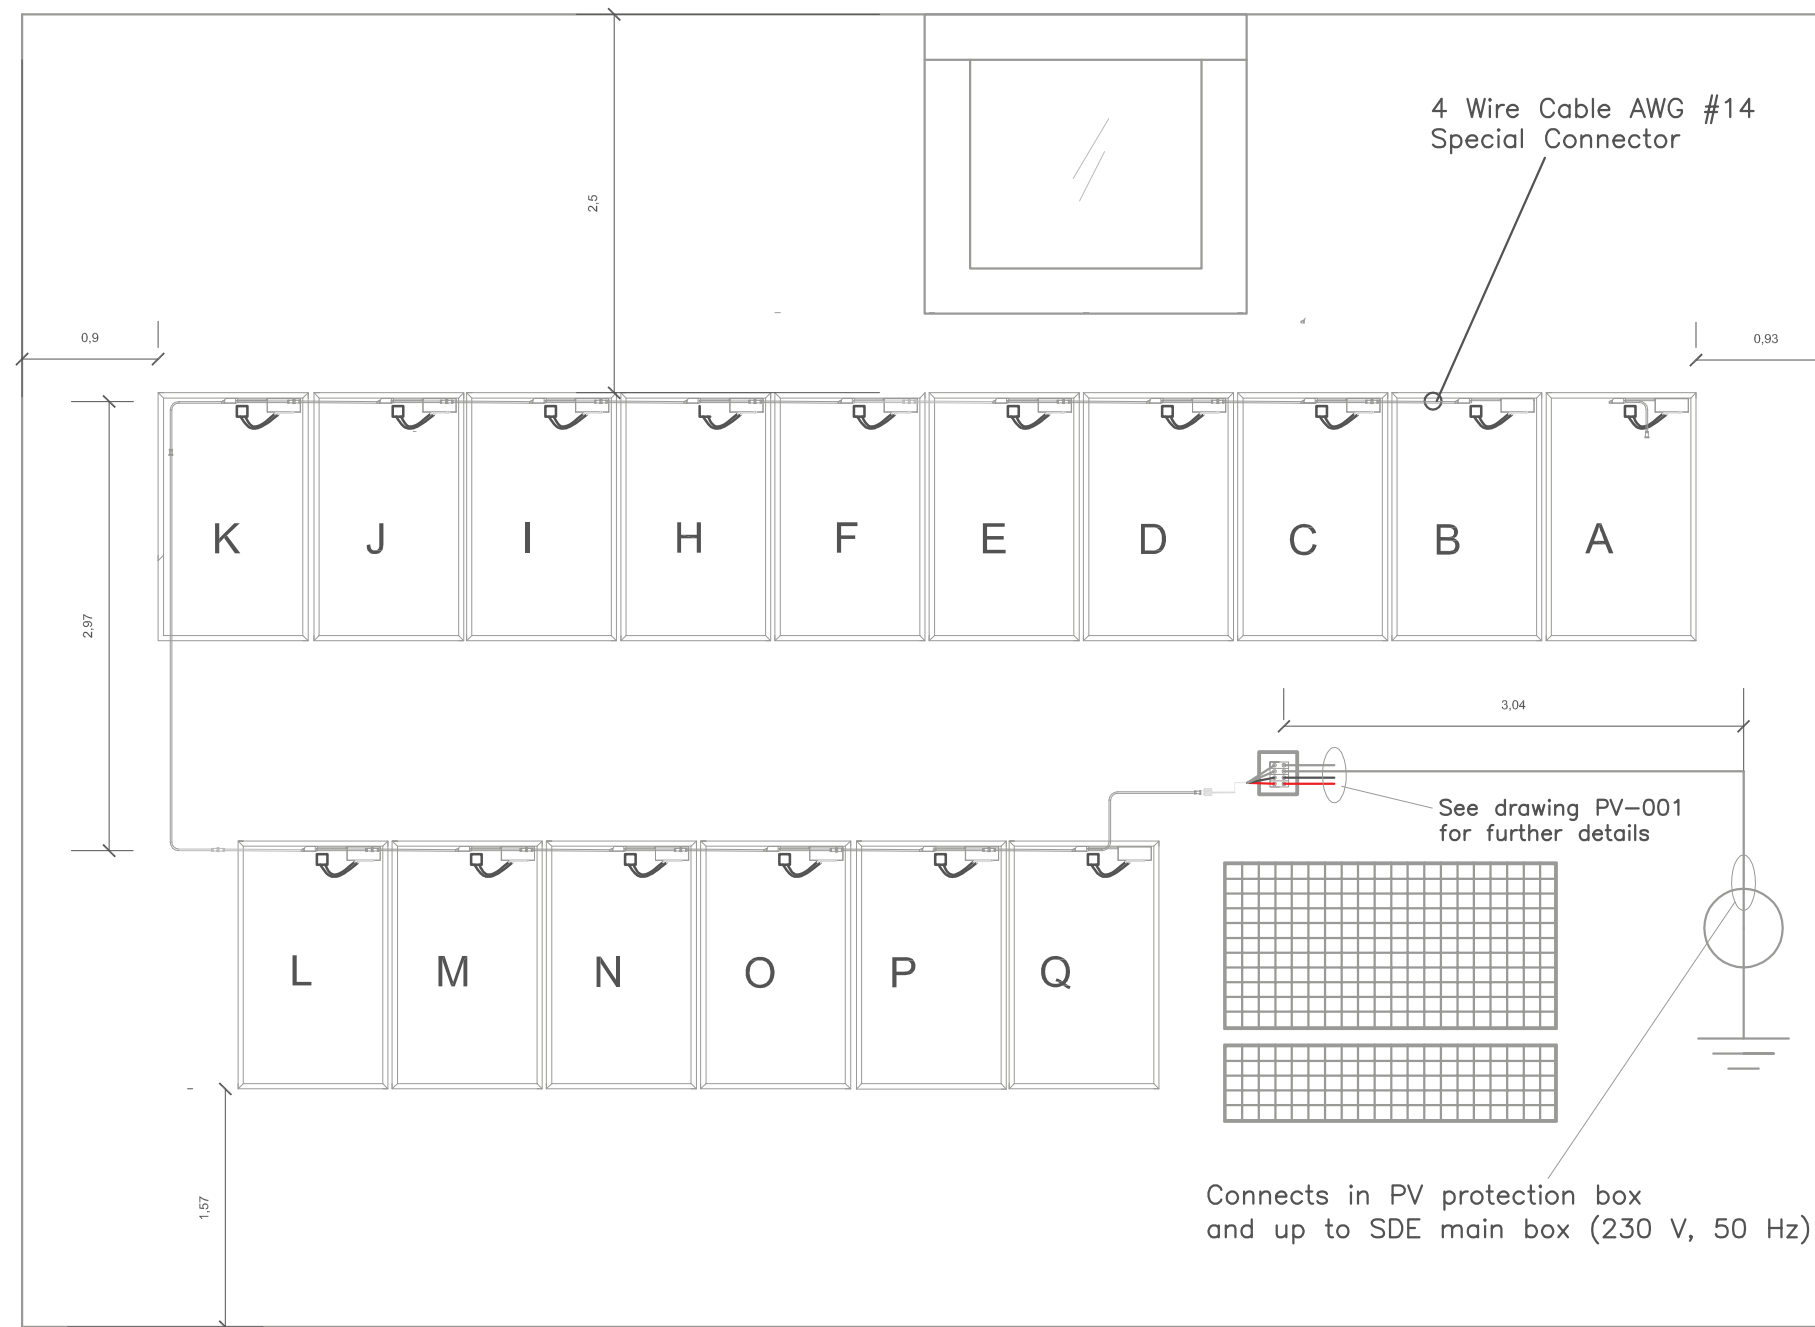 4 Wire Cable AWG #14
Special Connector
2,5
0,9
0,93
K J I H F E D C B A
2,97
3,04
See drawing PV-001
for further details
L M N O P Q
1,57
Connects in PV protection box
and up to SDE main box (230 V, 50 Hz)